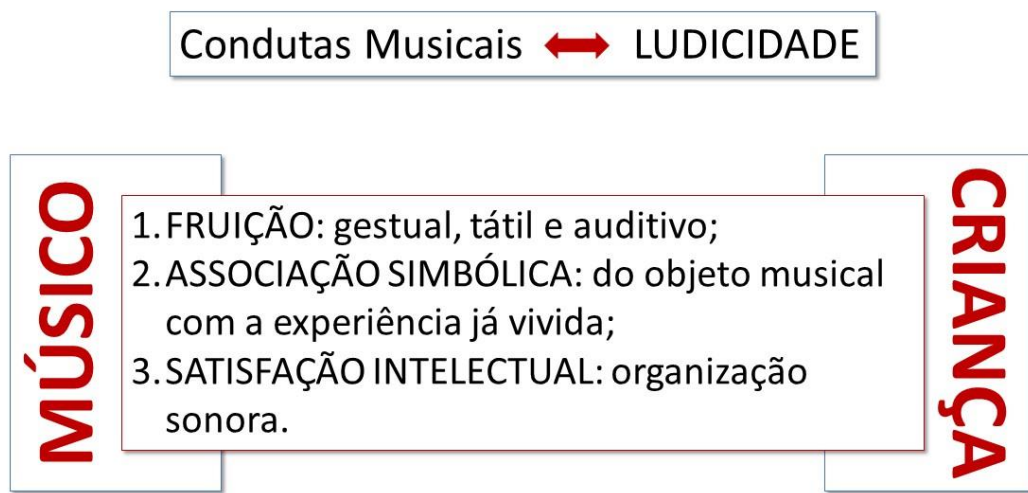 Condutas Musicais ↔ LUDICIDADE
MÚSICO
1.FRUIÇÃO: gestual, tátil e auditivo;
2.ASSOCIAÇÃO SIMBÓLICA: do objeto musical
com a experiência já vivida;
3.SATISFAÇÃO INTELECTUAL: organização
sonora.
CRIANÇA